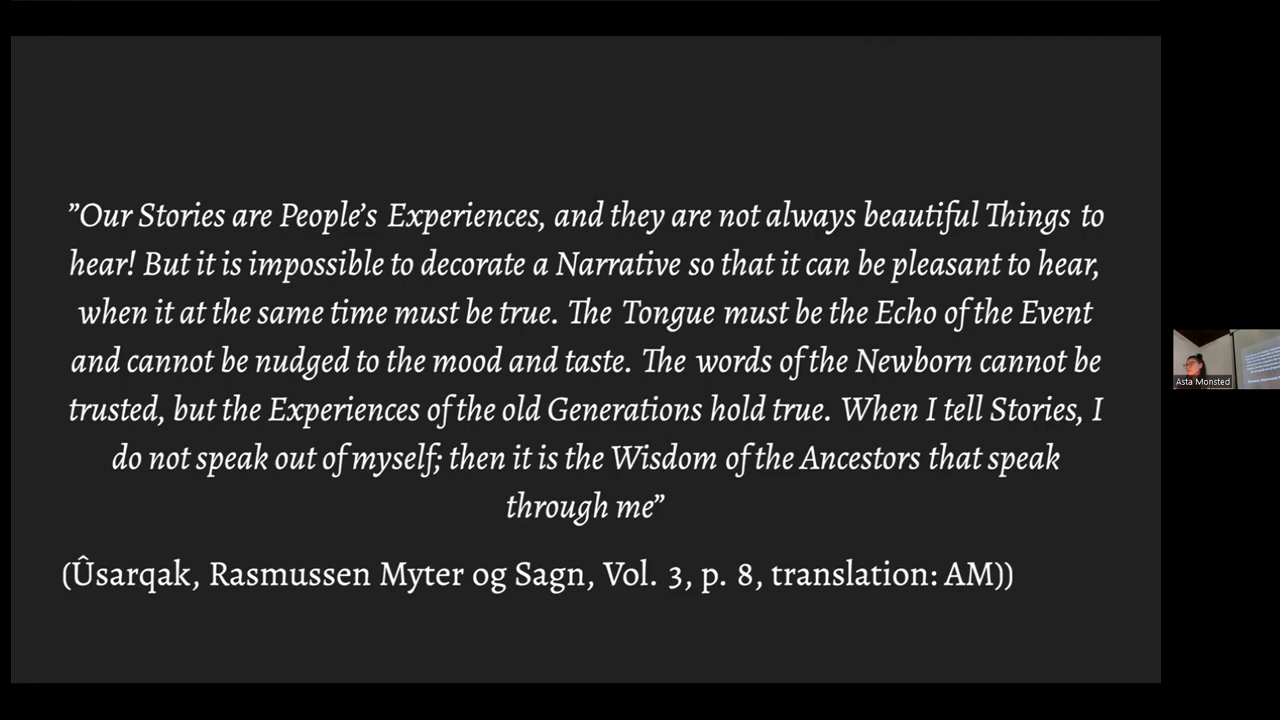 ”Our Stories are People’s Experiences, and they are not always beautiful Things to
hear! But it is impossible to decorate a Narrative so that it can be pleasant to hear,
when it at the same time must be true. The Tongue must be the Echo of the Event
and cannot be nudged to the mood and taste. The words of the Newborn cannot be
trusted, but the Experiences of the old Generations hold true. When I tell Stories, I
do not speak out of myself; then it is the Wisdom of the Ancestors that speak
through me”
(Ûsarqak, Rasmussen Myter og Sagn, Vol. 3, p. 8, translation: AM))
Asta Monsted